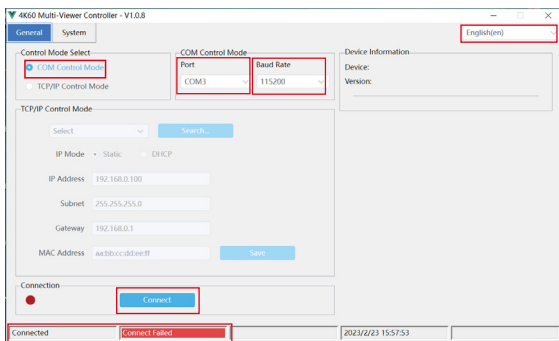 4K60 Multi-Viewer Controller - V1.0.8
General System English(en)
Control Mode Select
COM Control Mode
TCP/IP Control Mode
COM Control Mode
Port Baud Rate
COM3 115200
Device Information
Device:
Version:
TCP/IP Control Mode
Select Search...
IP Mode Static DHCP
IP Address 192.168.0.100
Subnet 255.255.255.0
Gateway 192.168.0.1
MAC Address aa:bb:cc:dd:ee:ff Save
Connection
Connect
Connected Connect Failed 2023/2/23 15:57:53